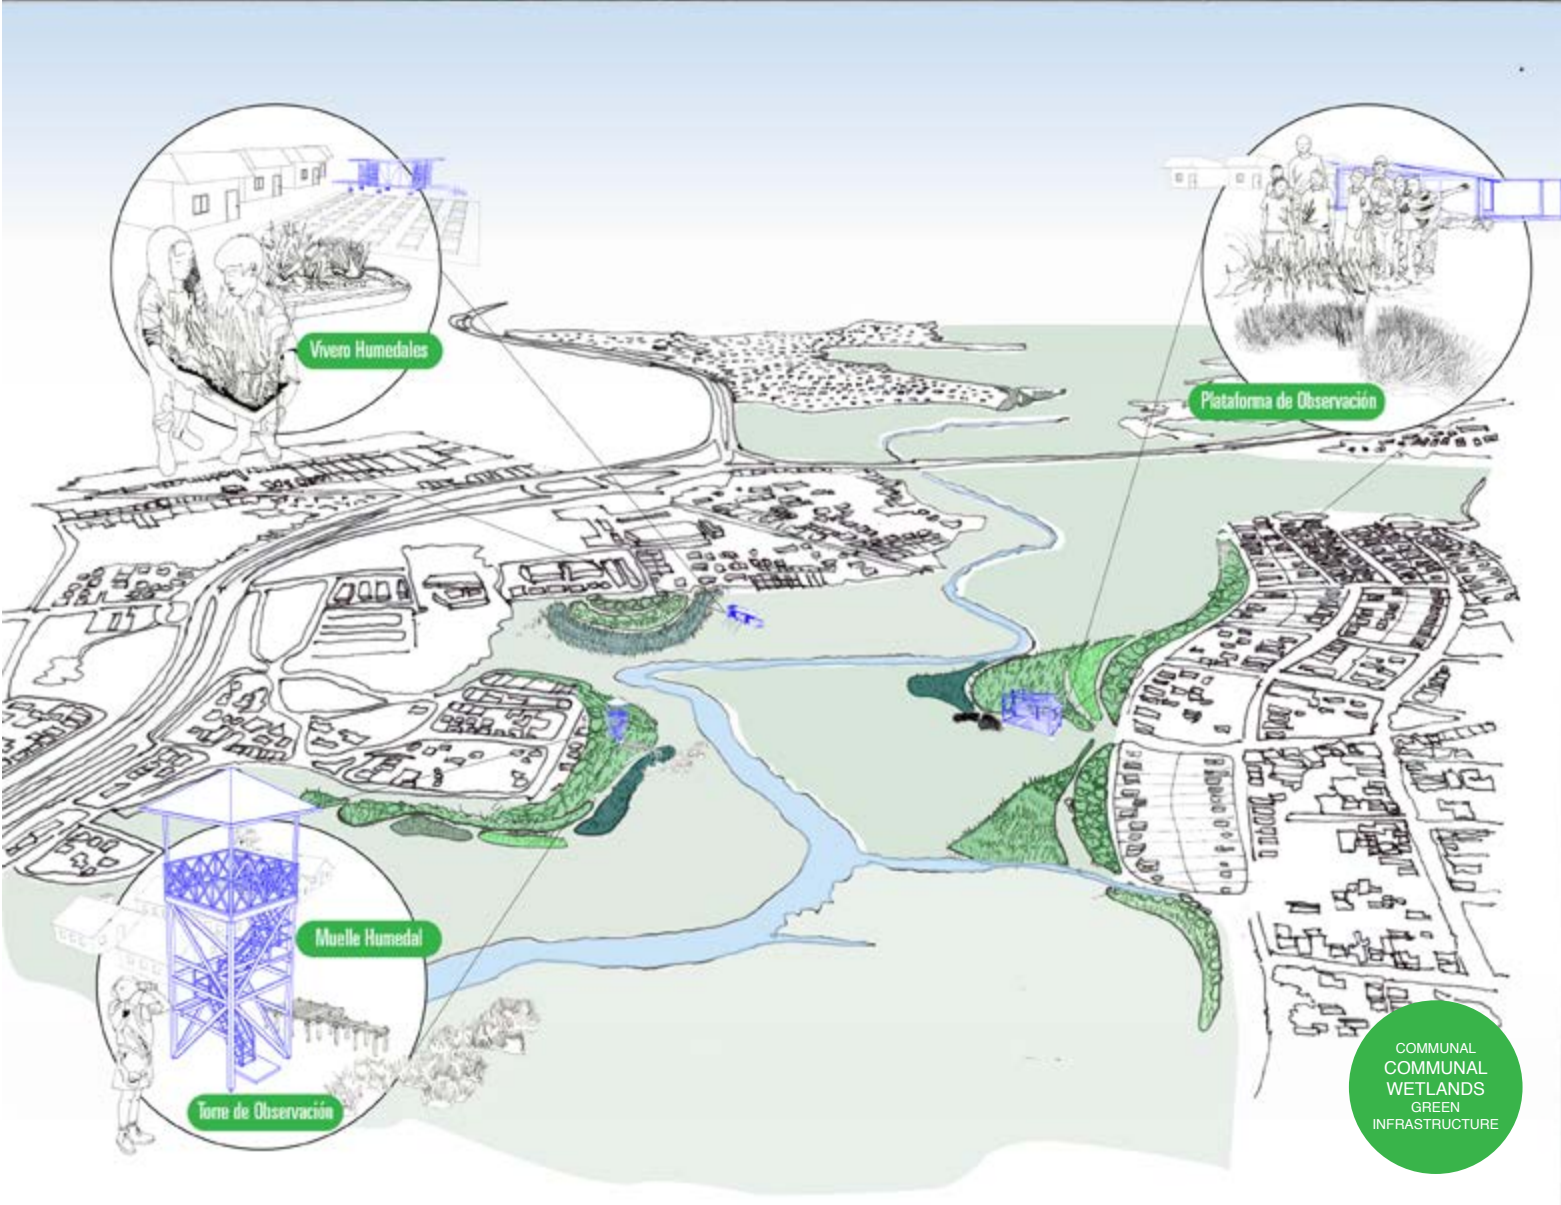 Vivero Humedales
Plataforma de Observación
Muelle Humedal
Torre de Observación
COMMUNAL
COMMUNAL
WETLANDS
GREEN
INFRASTRUCTURE